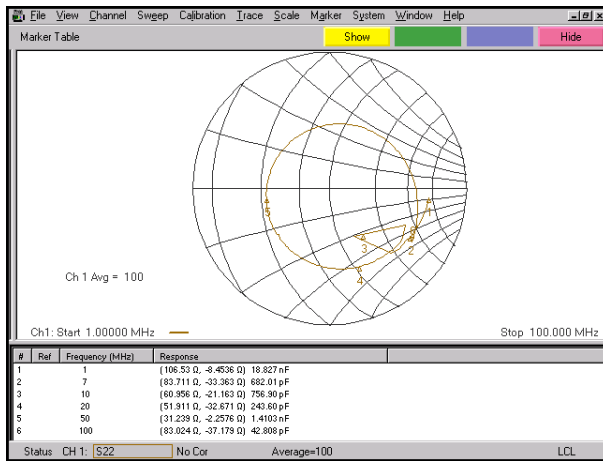 File View Channel Sweep Calibration Trace Scale Marker System Window Help
Marker Table Show Hide
5
1
3
2
4
Ch 1 Avg = 100
Ch1: Start 1.00000 MHz Stop 100.000 MHz
# Ref Frequency (MHz) Response
1 1 (106.53 Ω, -8.4536 Ω) 18.827 nF
2 7 (83.711 Ω, -33.363 Ω) 682.01 pF
3 10 (60.956 Ω, -21.163 Ω) 756.90 pF
4 20 (51.911 Ω, -32.671 Ω) 243.60 pF
5 50 (31.239 Ω, -2.2576 Ω) 1.4103 nF
6 100 (83.024 Ω, -37.179 Ω) 42.808 pF
Status CH 1: S22 No Cor Average=100 LCL